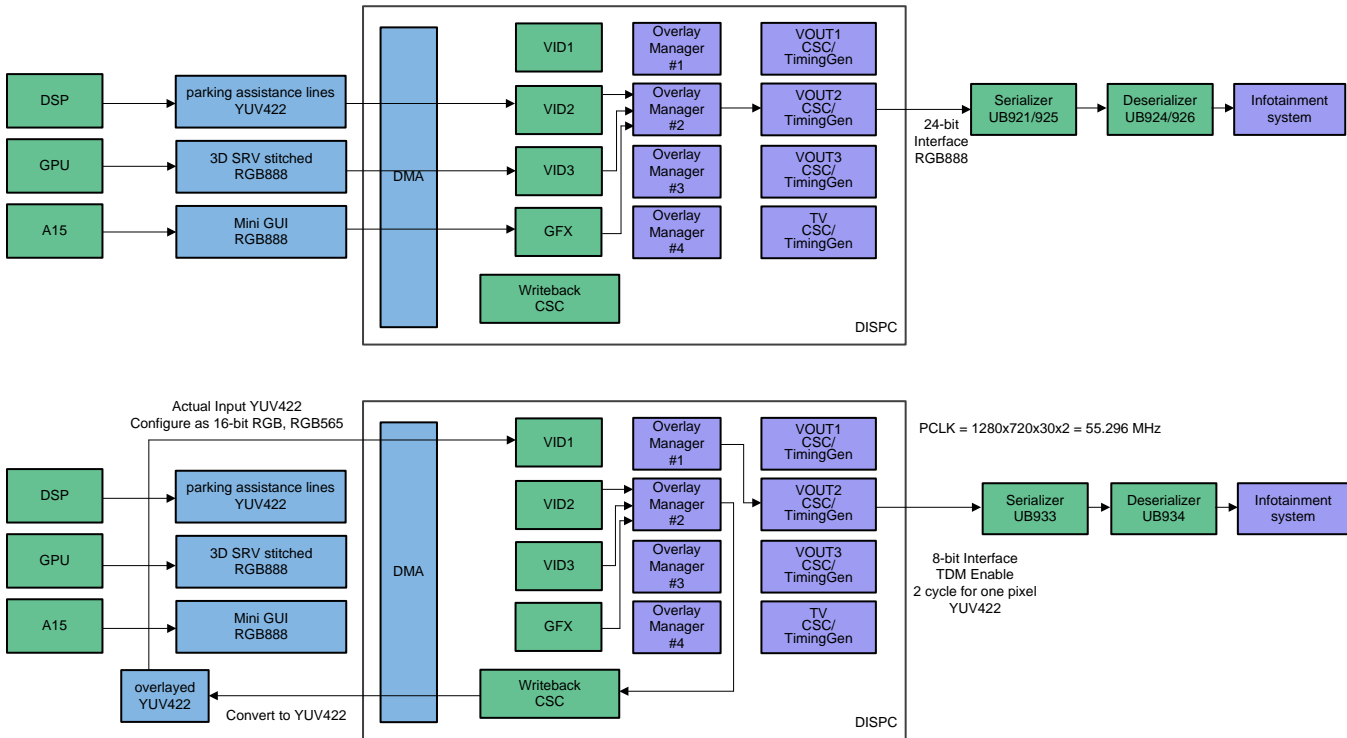 DSP
parking assistance lines
YUV422
GPU
3D SRV stitched
RGB888
A15
Mini GUI
RGB888
DMA
VID1
VID2
VID3
GFX
Writeback
CSC
Overlay
Manager
#1
Overlay
Manager
#2
Overlay
Manager
#3
Overlay
Manager
#4
VOUT1
CSC/
TimingGen
VOUT2
CSC/
TimingGen
VOUT3
CSC/
TimingGen
TV
CSC/
TimingGen
DISPC
24-bit
Interface
RGB888
Serializer
UB921/925
Deserializer
UB924/926
Infotainment
system
Actual Input YUV422
Configure as 16-bit RGB, RGB565
DSP
parking assistance lines
YUV422
GPU
3D SRV stitched
RGB888
A15
Mini GUI
RGB888
overlayed
YUV422
Convert to YUV422
DMA
VID1
VID2
VID3
GFX
Writeback
CSC
Overlay
Manager
#1
Overlay
Manager
#2
Overlay
Manager
#3
Overlay
Manager
#4
VOUT1
CSC/
TimingGen
VOUT2
CSC/
TimingGen
VOUT3
CSC/
TimingGen
TV
CSC/
TimingGen
DISPC
PCLK = 1280x720x30x2 = 55.296 MHz
8-bit Interface
TDM Enable
2 cycle for one pixel
YUV422
Serializer
UB933
Deserializer
UB934
Infotainment
system